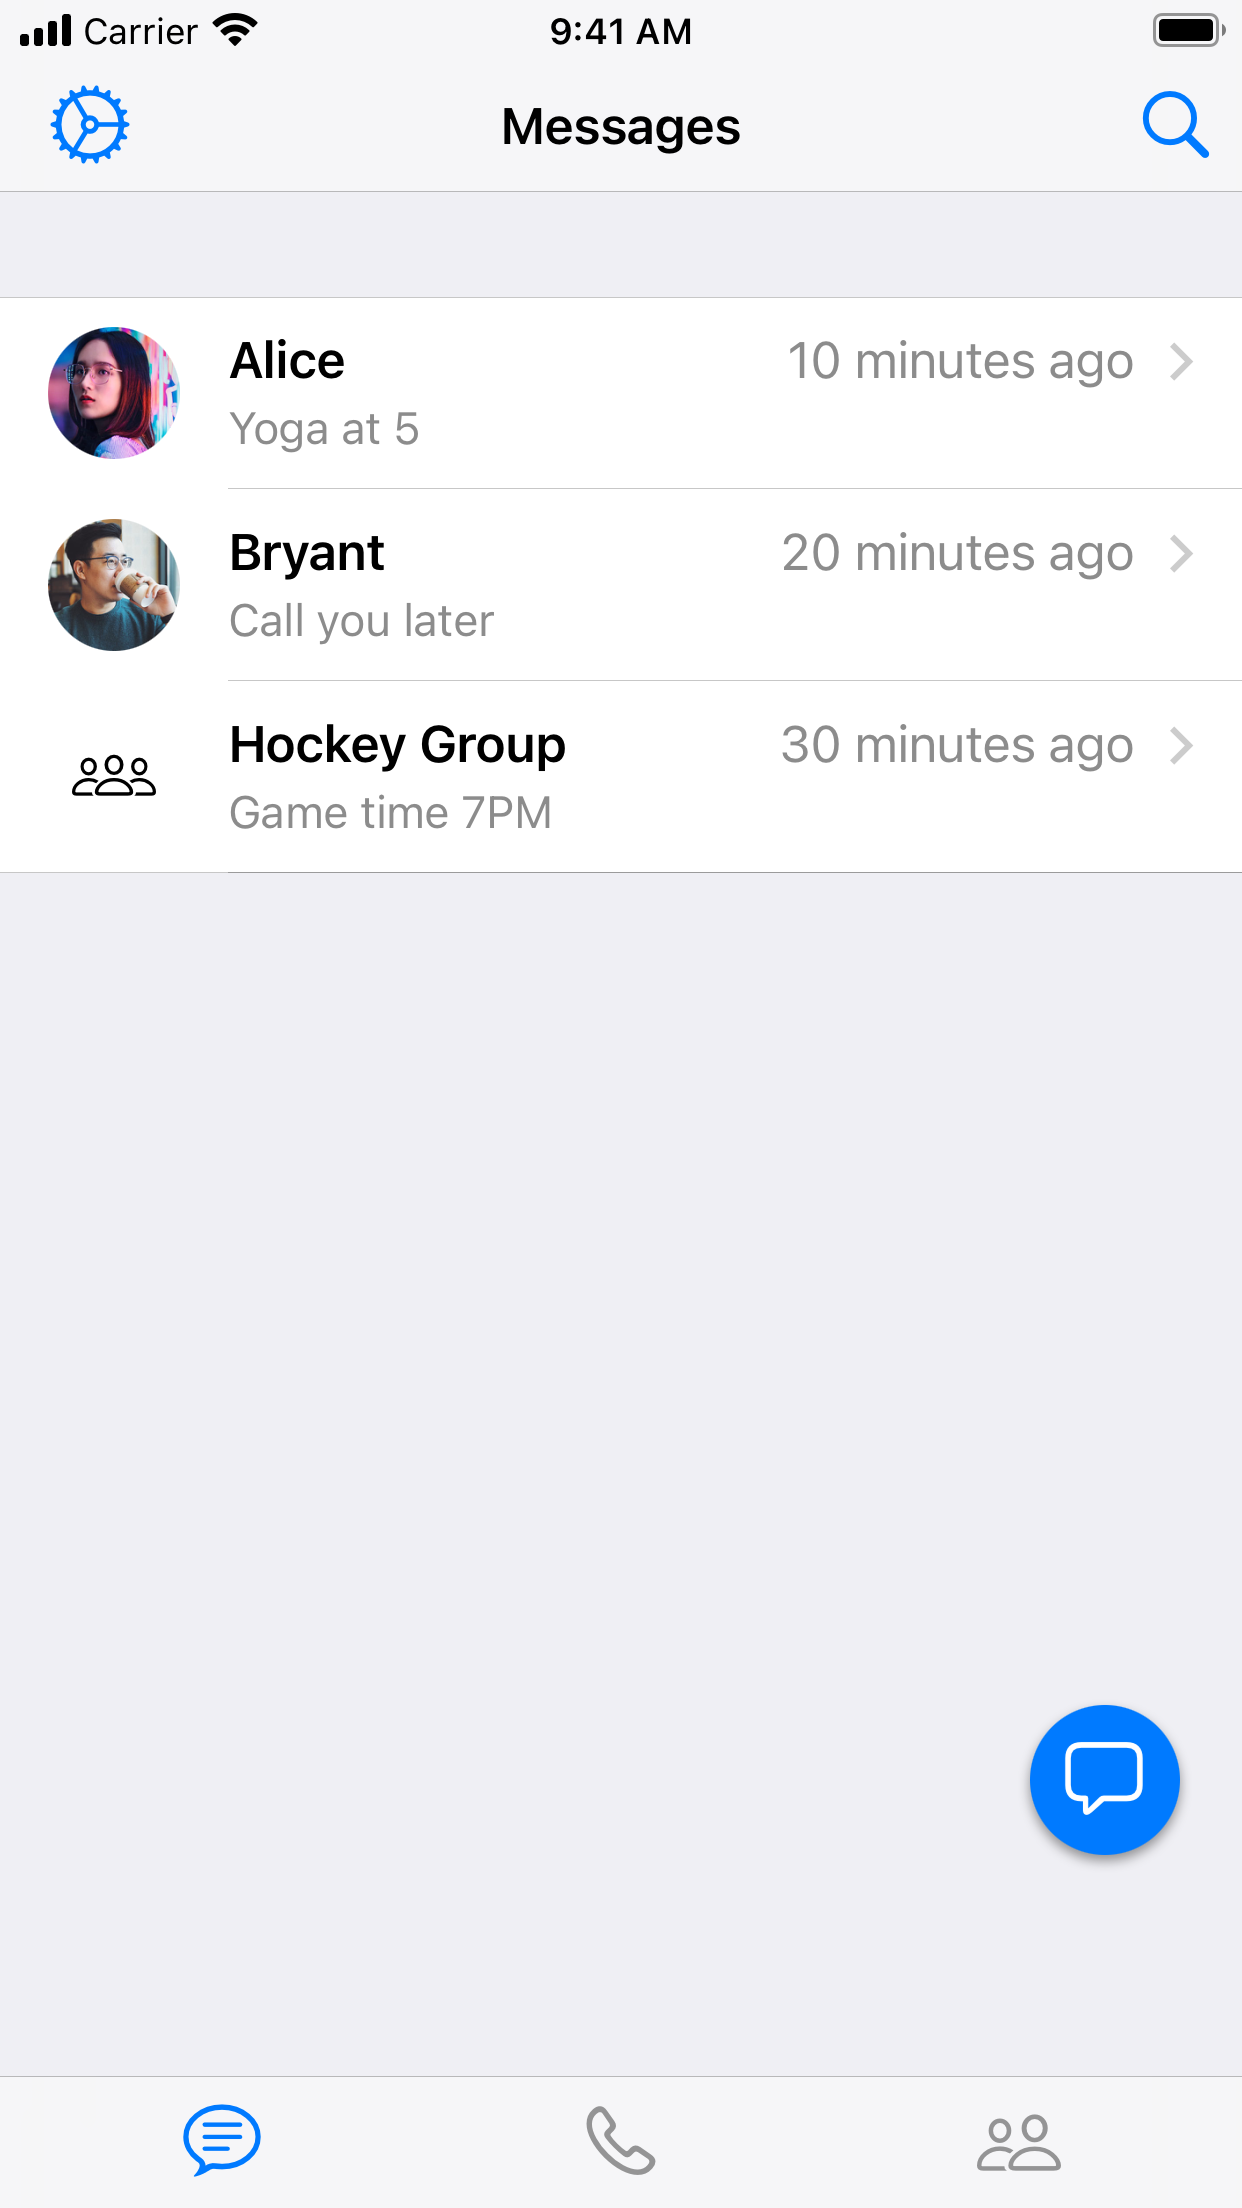 Carrier 9:41 AM
Messages
Alice 10 minutes ago
Yoga at 5
Bryant 20 minutes ago
Call you later
Hockey Group 30 minutes ago
Game time 7PM